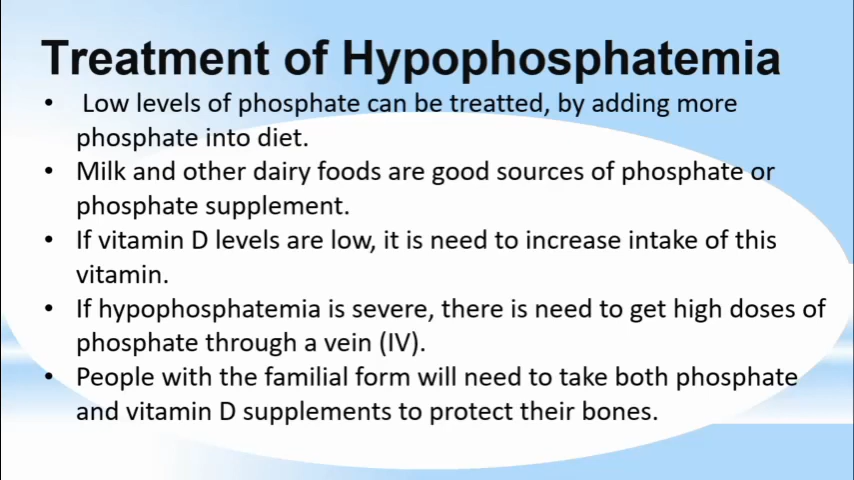 Treatment of Hypophosphatemia
• Low levels of phosphate can be treatted, by adding more
phosphate into diet.
• Milk and other dairy foods are good sources of phosphate or
phosphate supplement.
• If vitamin D levels are low, it is need to increase intake of this
vitamin.
• If hypophosphatemia is severe, there is need to get high doses of
phosphate through a vein (IV).
• People with the familial form will need to take both phosphate
and vitamin D supplements to protect their bones.